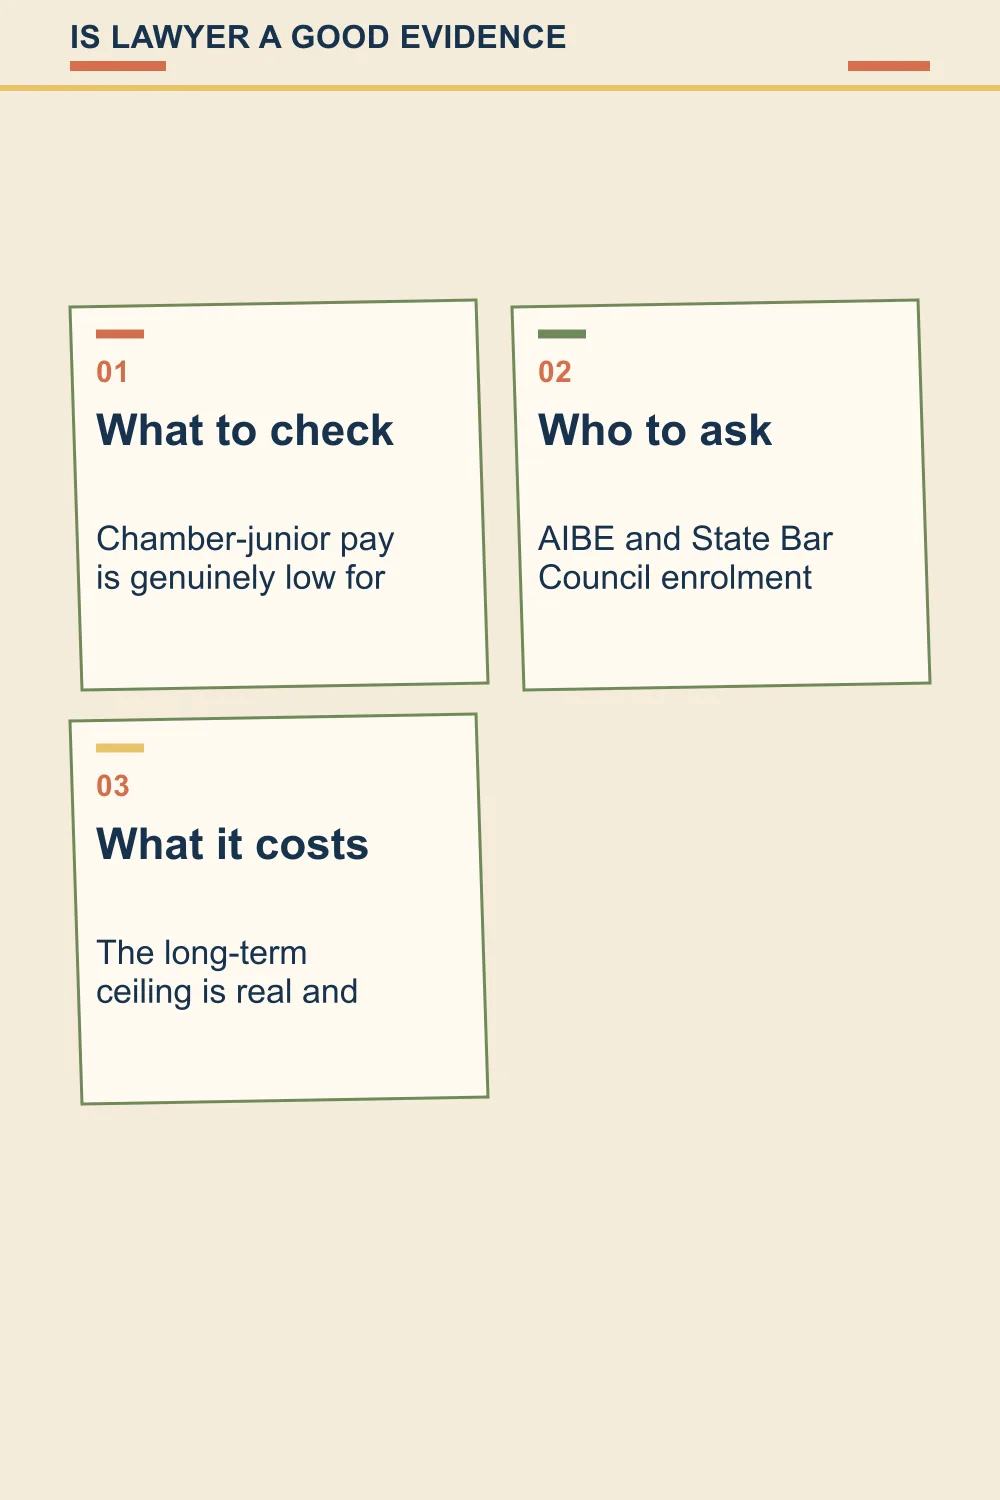 IS LAWYER A GOOD EVIDENCE
01
What to check
Chamber-junior pay
is genuinely low for
02
Who to ask
AIBE and State Bar
Council enrolment
03
What it costs
The long-term
ceiling is real and